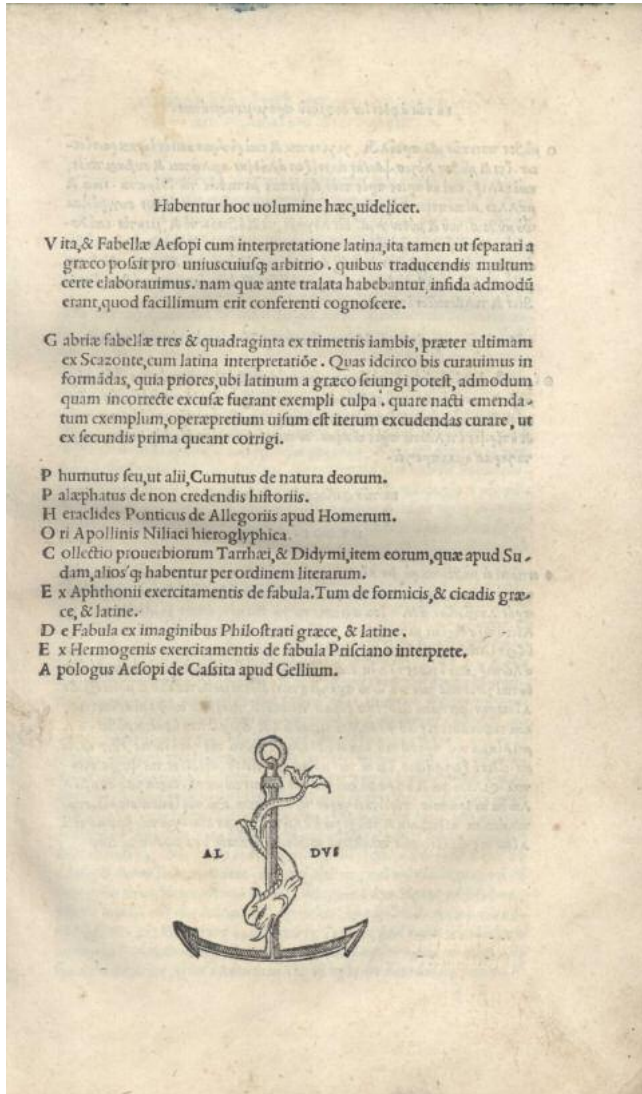 Habentur hoc uolumine hæc,uidelicet.
V ita,& Fabellæ Aeſopi cum interpretatione latina,ita tamen ut ſeparari a
græco poſsit pro uniuscuiuſq; arbitrio . quibus traducendis multum
certe elaborauimus. nam quæ ante tralata habebantur, infida admodū
erant,quod facillimum erit conferenti cognoſcere.
G abriæ fabellæ tres & quadraginta ex trimetris iambis, præter ultimam
ex Scazonte,cum latina interpretatiōe . Quas idcirco bis curauimus in
formādas, quia priores,ubi latinum a græco ſeiungi poteſt, admodum
quam incorrecte excuſæ fuerant exempli culpa . quare nacti emenda-
tum exemplum,operæpretium uiſum eſt iterum excudendas curare , ut
ex ſecundis prima queant corrigi.
P hurnutus ſeu,ut alii,Curnutus de natura deorum.
P alæphatus de non credendis hiſtoriis.
H eraclides Ponticus de Allegoriis apud Homerum.
O ri Apollinis Niliaci hieroglyphica.
C ollectio prouerbiorum Tarrhæi,& Didymi,item eorum,quæ apud Su-
dam,alios'q; habentur per ordinem literarum.
E x Aphthonii exercitamentis de fabula.Tum de formicis,& cicadis græ-
ce, & latine.
D e Fabula ex imaginibus Philoſtrati græce, & latine .
E x Hermogenis exercitamentis de fabula Priſciano interprete.
A pologus Aeſopi de Caſsita apud Gellium.
AL DVS